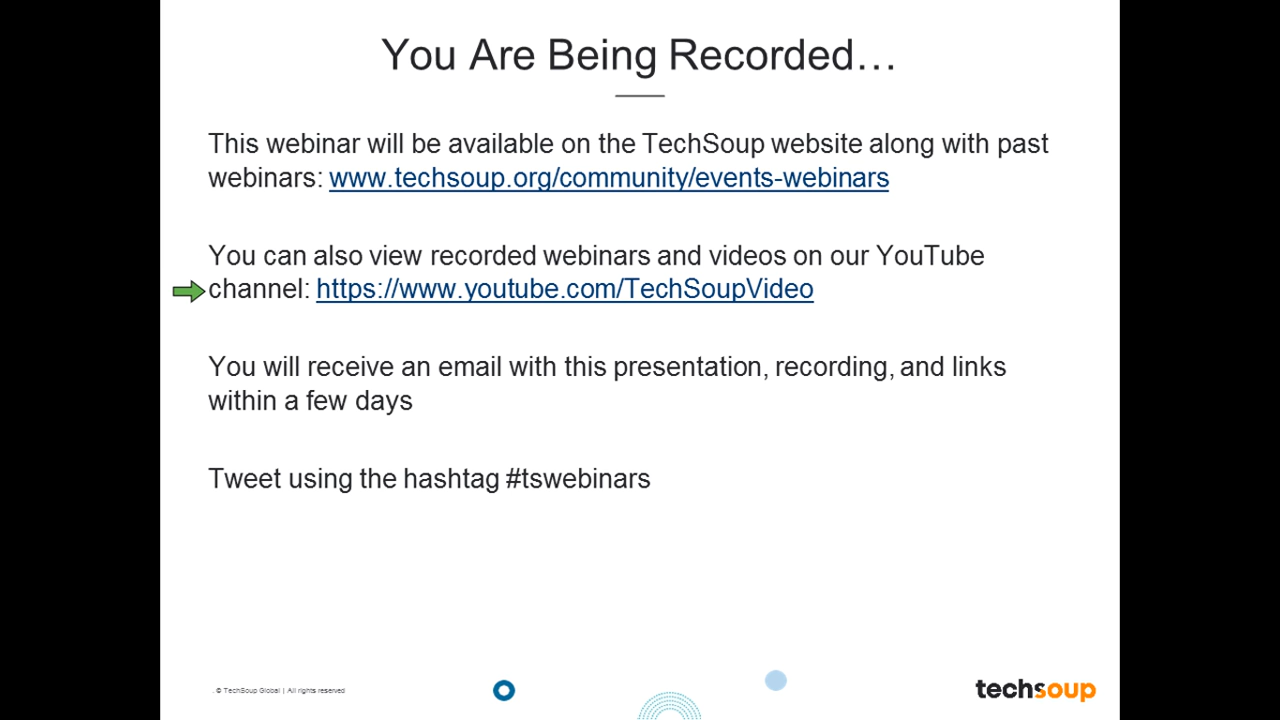 You Are Being Recorded…
This webinar will be available on the TechSoup website along with past
webinars: www.techsoup.org/community/events-webinars
You can also view recorded webinars and videos on our YouTube
channel: https://www.youtube.com/TechSoupVideo
You will receive an email with this presentation, recording, and links
within a few days
Tweet using the hashtag #tswebinars
. © TechSoup Global | All rights reserved
techsoup